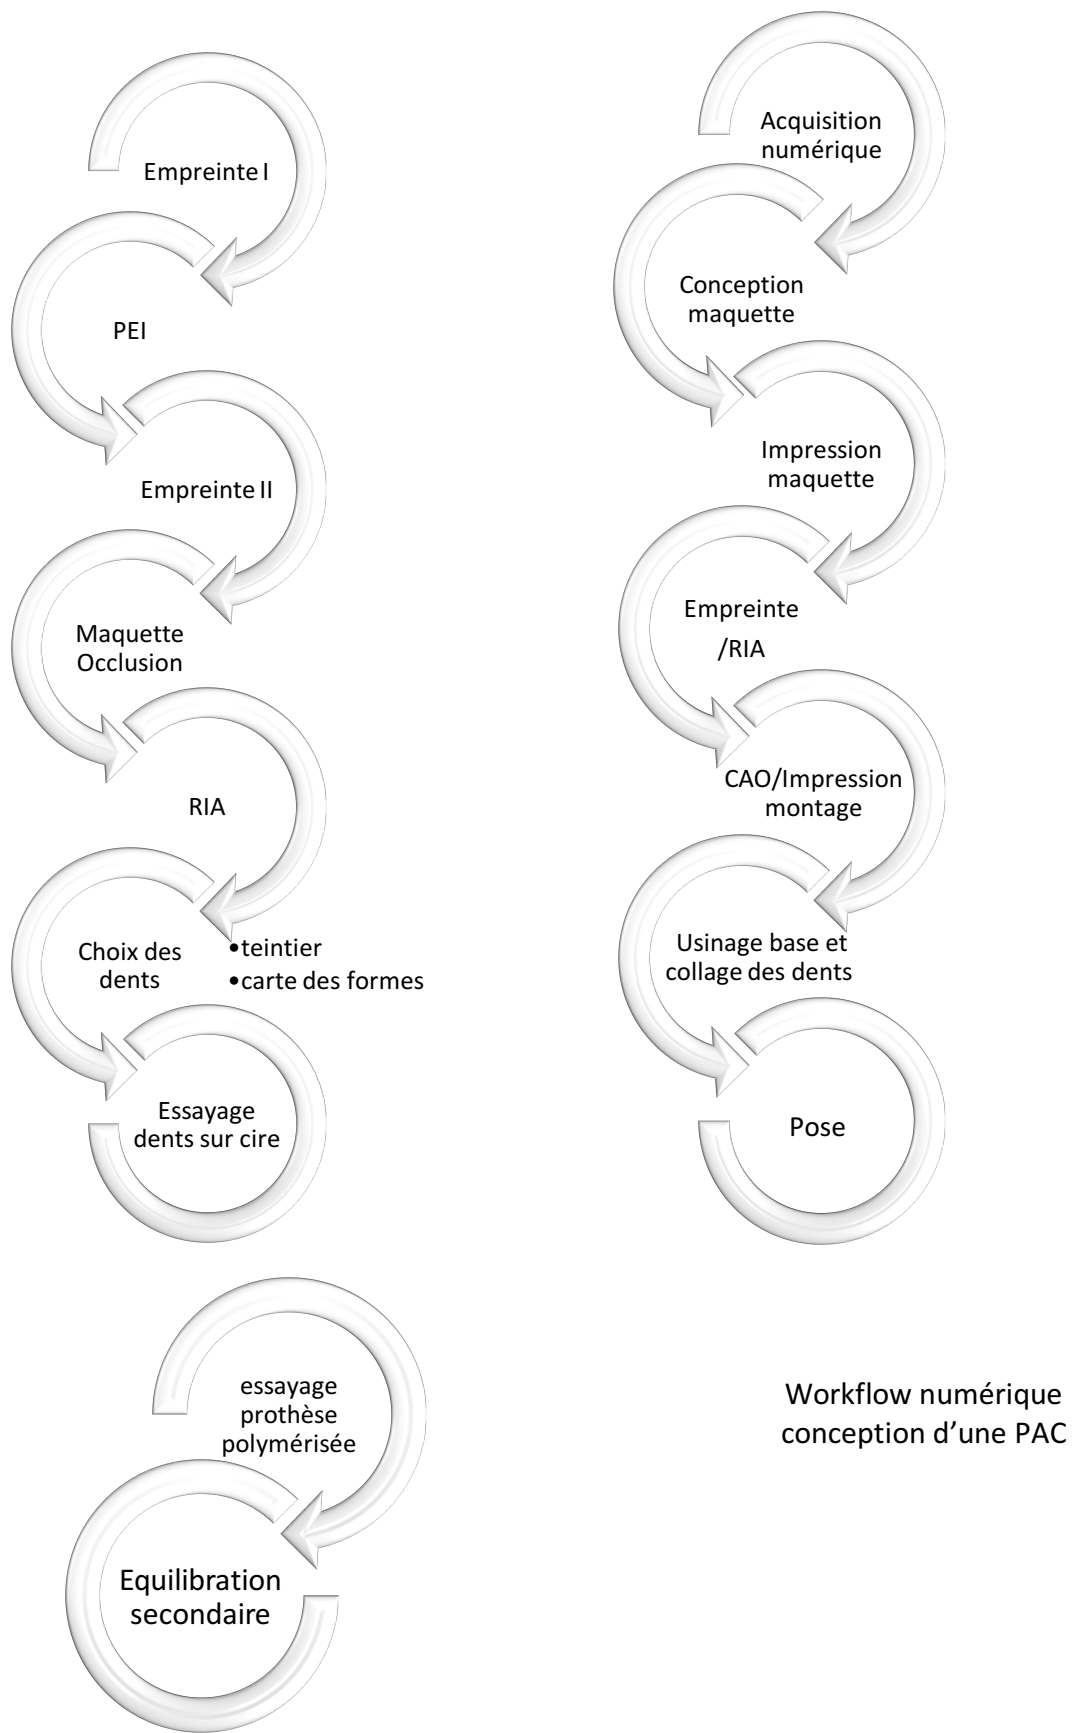 Empreinte I
PEI
Empreinte II
Maquette
Occlusion
RIA
Choix des
dents
•teintier
•carte des formes
Essayage
dents sur cire
essayage
prothèse
polymérisée
Equilibration
secondaire
Acquisition
numérique
Conception
maquette
Impression
maquette
Empreinte
/RIA
CAO/Impression
montage
Usinage base et
collage des dents
Pose
Workflow numérique
conception d’une PAC